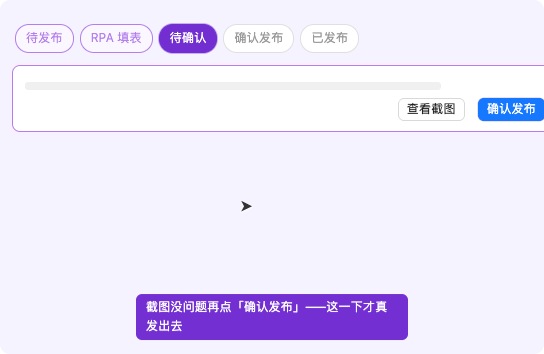 待发布
RPA 填表
待确认
确认发布
已发布
查看截图
确认发布
截图没问题再点「确认发布」——这一下才真
发出去